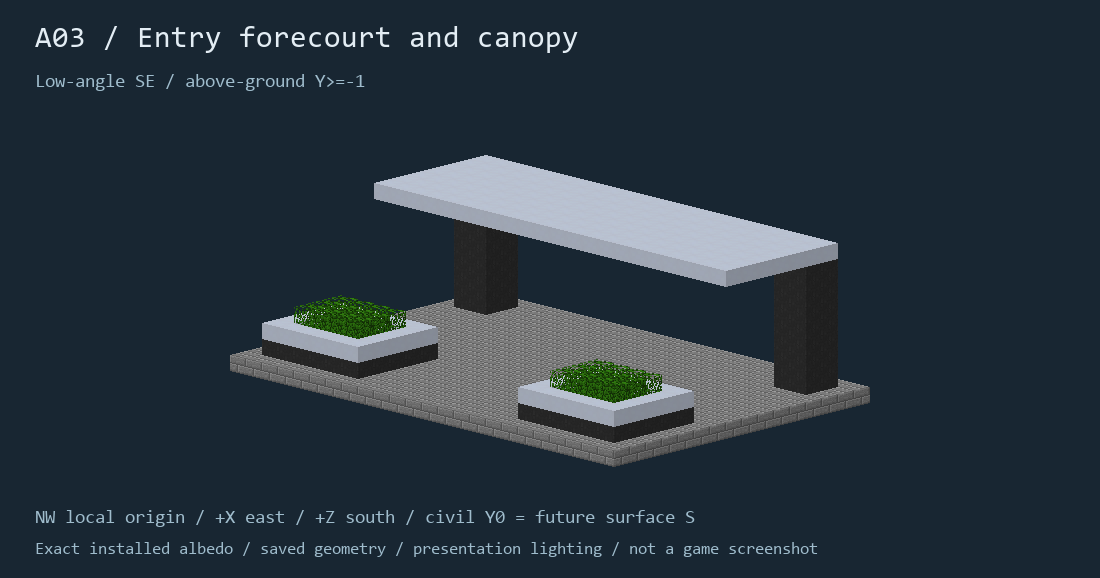 A03 / Entry forecourt and canopy
Low-angle SE / above-ground Y>=-1
NW local origin / +X east / +Z south / civil Y0 = future surface S
Exact installed albedo / saved geometry / presentation lighting / not a game screenshot